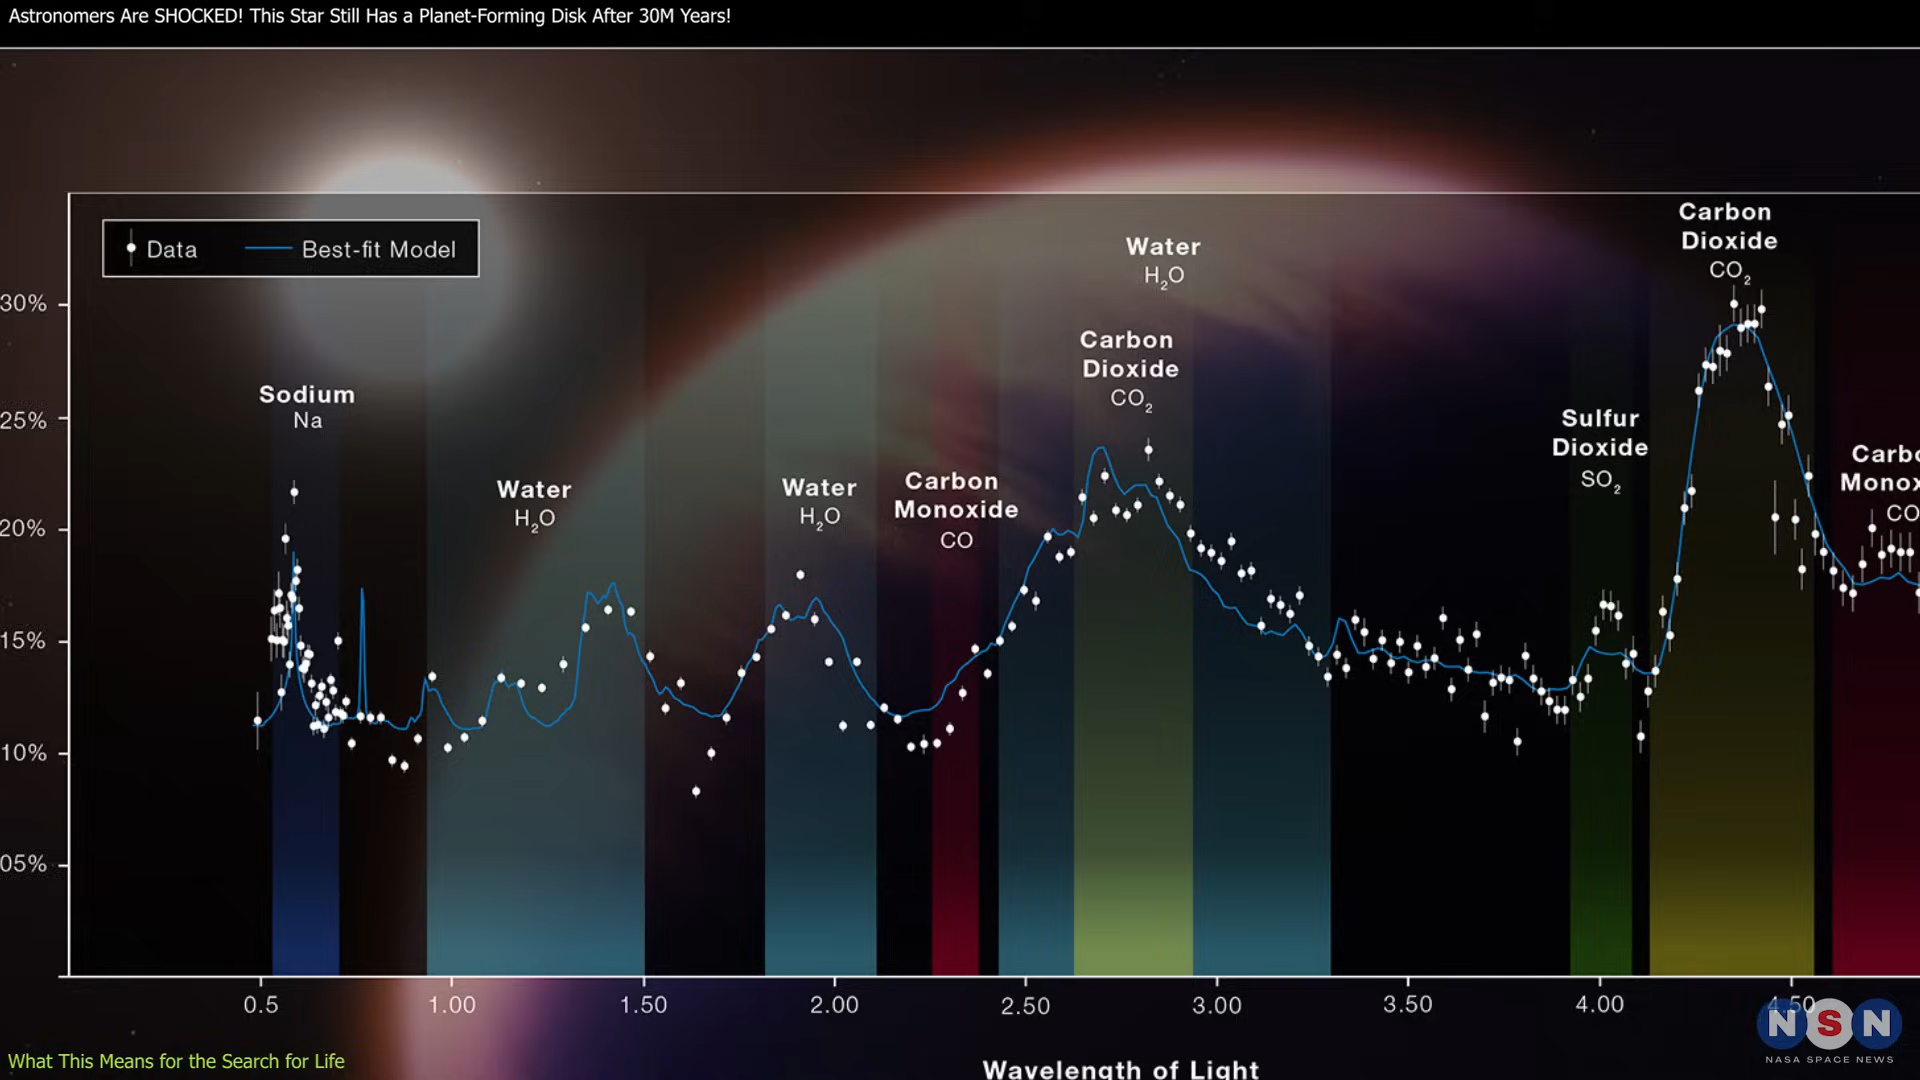 Astronomers Are SHOCKED! This Star Still Has a Planet-Forming Disk After 30M Years!
Data
Best-fit Model
Carbon
Dioxide
CO₂
Water
H₂O
Carbon
Dioxide
CO₂
Sodium
Na
Sulfur
Dioxide
SO₂
Water
H₂O
Water
H₂O
Carbon
Monoxide
CO
Carbo
Monox
CO
30%
25%
20%
15%
10%
05%
0.5 1.00 1.50 2.00 2.50 3.00 3.50 4.00 4.50
NSN
NASA SPACE NEWS
What This Means for the Search for Life
Wavelength of Light